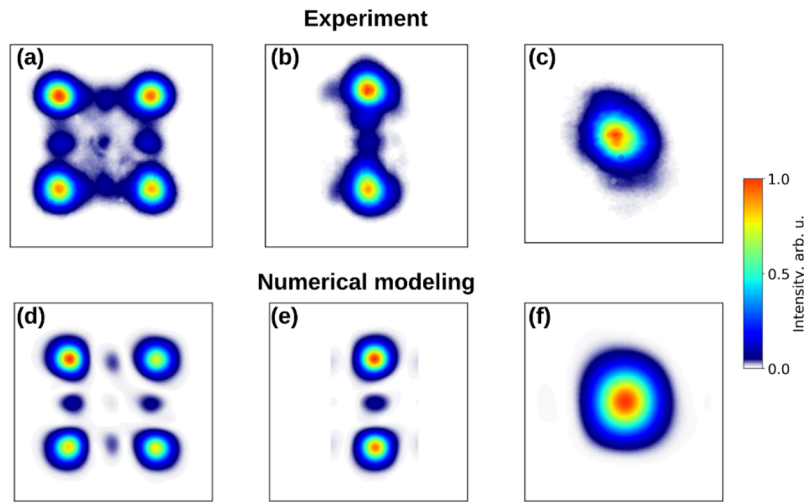 Experiment
(a)
(b)
(c)
1.0
0.5
0.0
Intensity, arb. u.
Numerical modeling
(d)
(e)
(f)